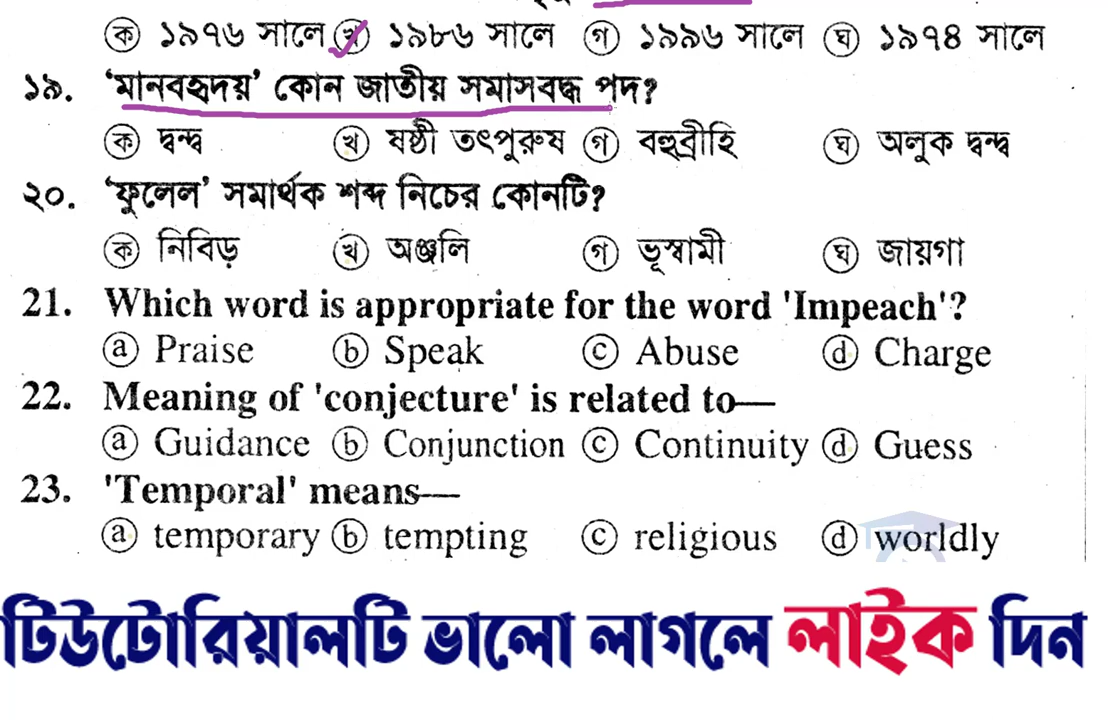 ক ১৯৭৬ সালে খ ১৯৮৬ সালে গ ১৯৯৬ সালে ঘ ১৯৭৪ সালে
১৯. ‘মানবহৃদয়’ কোন জাতীয় সমাসবদ্ধ পদ?
ক দ্বন্দ্ব খ ষষ্ঠী তৎপুরুষ গ বহুব্রীহি ঘ অলুক দ্বন্দ্ব
২০. ‘ফুলেল’ সমার্থক শব্দ নিচের কোনটি?
ক নিবিড় খ অঞ্জলি গ ভূস্বামী ঘ জায়গা
21. Which word is appropriate for the word 'Impeach'?
a Praise b Speak c Abuse d Charge
22. Meaning of 'conjecture' is related to—
a Guidance b Conjunction c Continuity d Guess
23. 'Temporal' means—
a temporary b tempting c religious d worldly
টিউটোরিয়ালটি ভালো লাগলে লাইক দিন